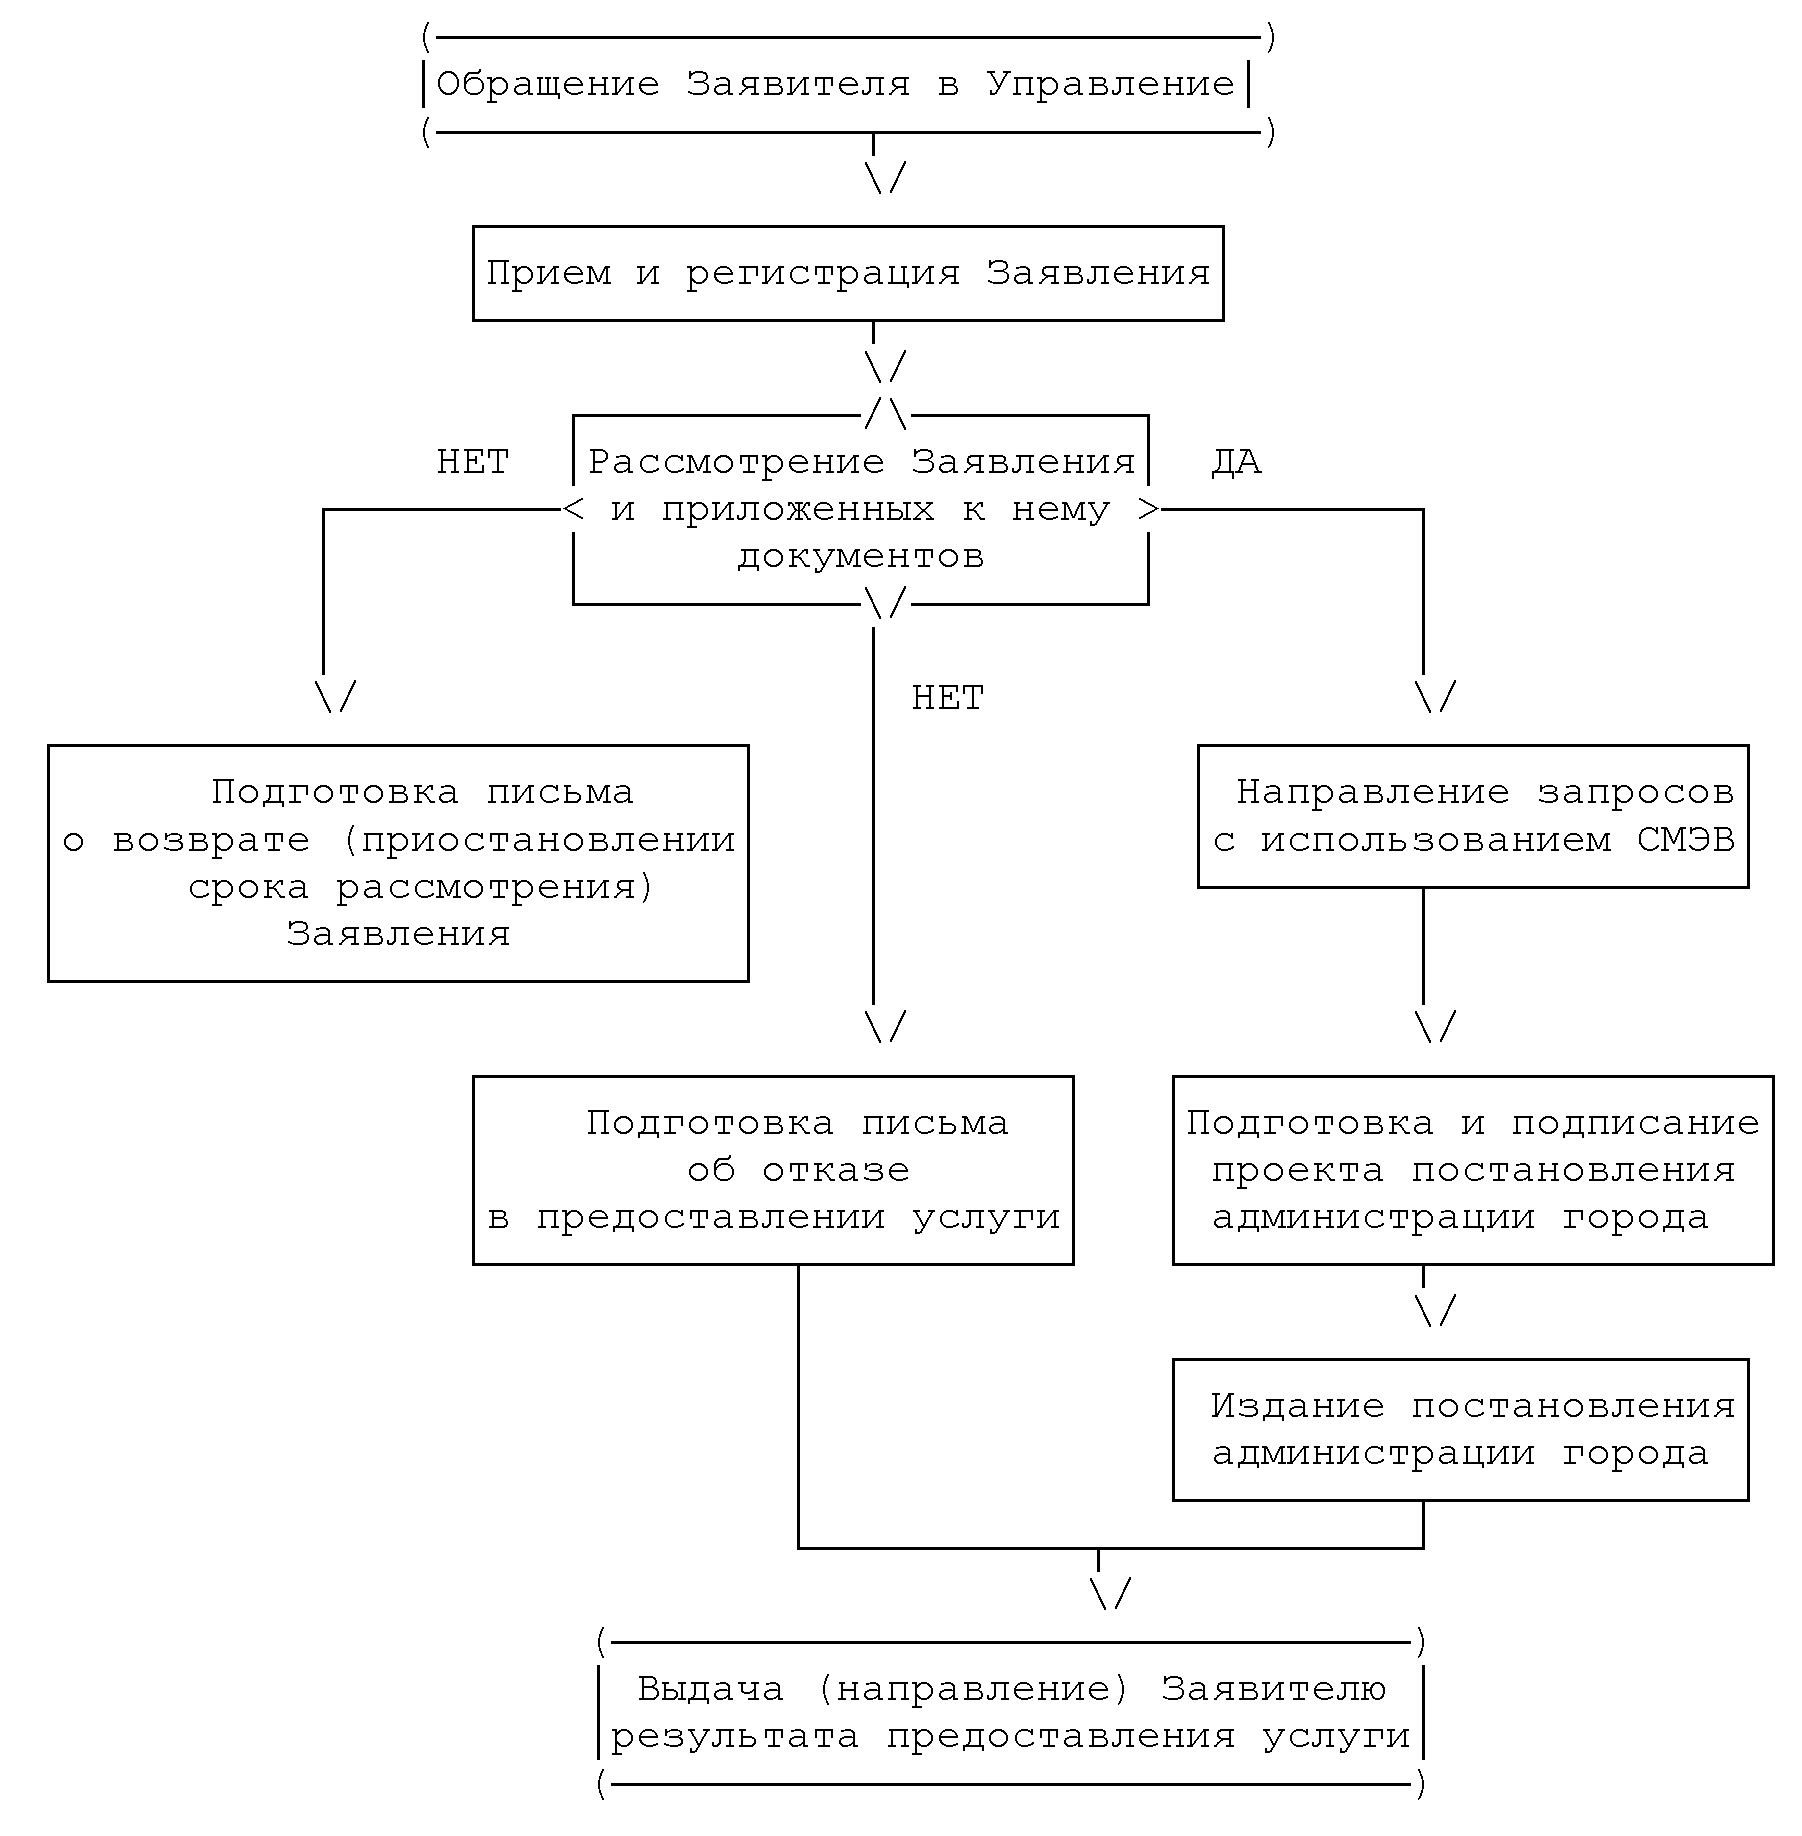 Обращение Заявителя в Управление
Прием и регистрация Заявления
НЕТ
Рассмотрение Заявления
и приложенных к нему
документов
ДА
НЕТ
Подготовка письма
о возврате (приостановлении
срока рассмотрения)
Заявления
Направление запросов
с использованием СМЭВ
Подготовка письма
об отказе
в предоставлении услуги
Подготовка и подписание
проекта постановления
администрации города
Издание постановления
администрации города
Выдача (направление) Заявителю
результата предоставления услуги